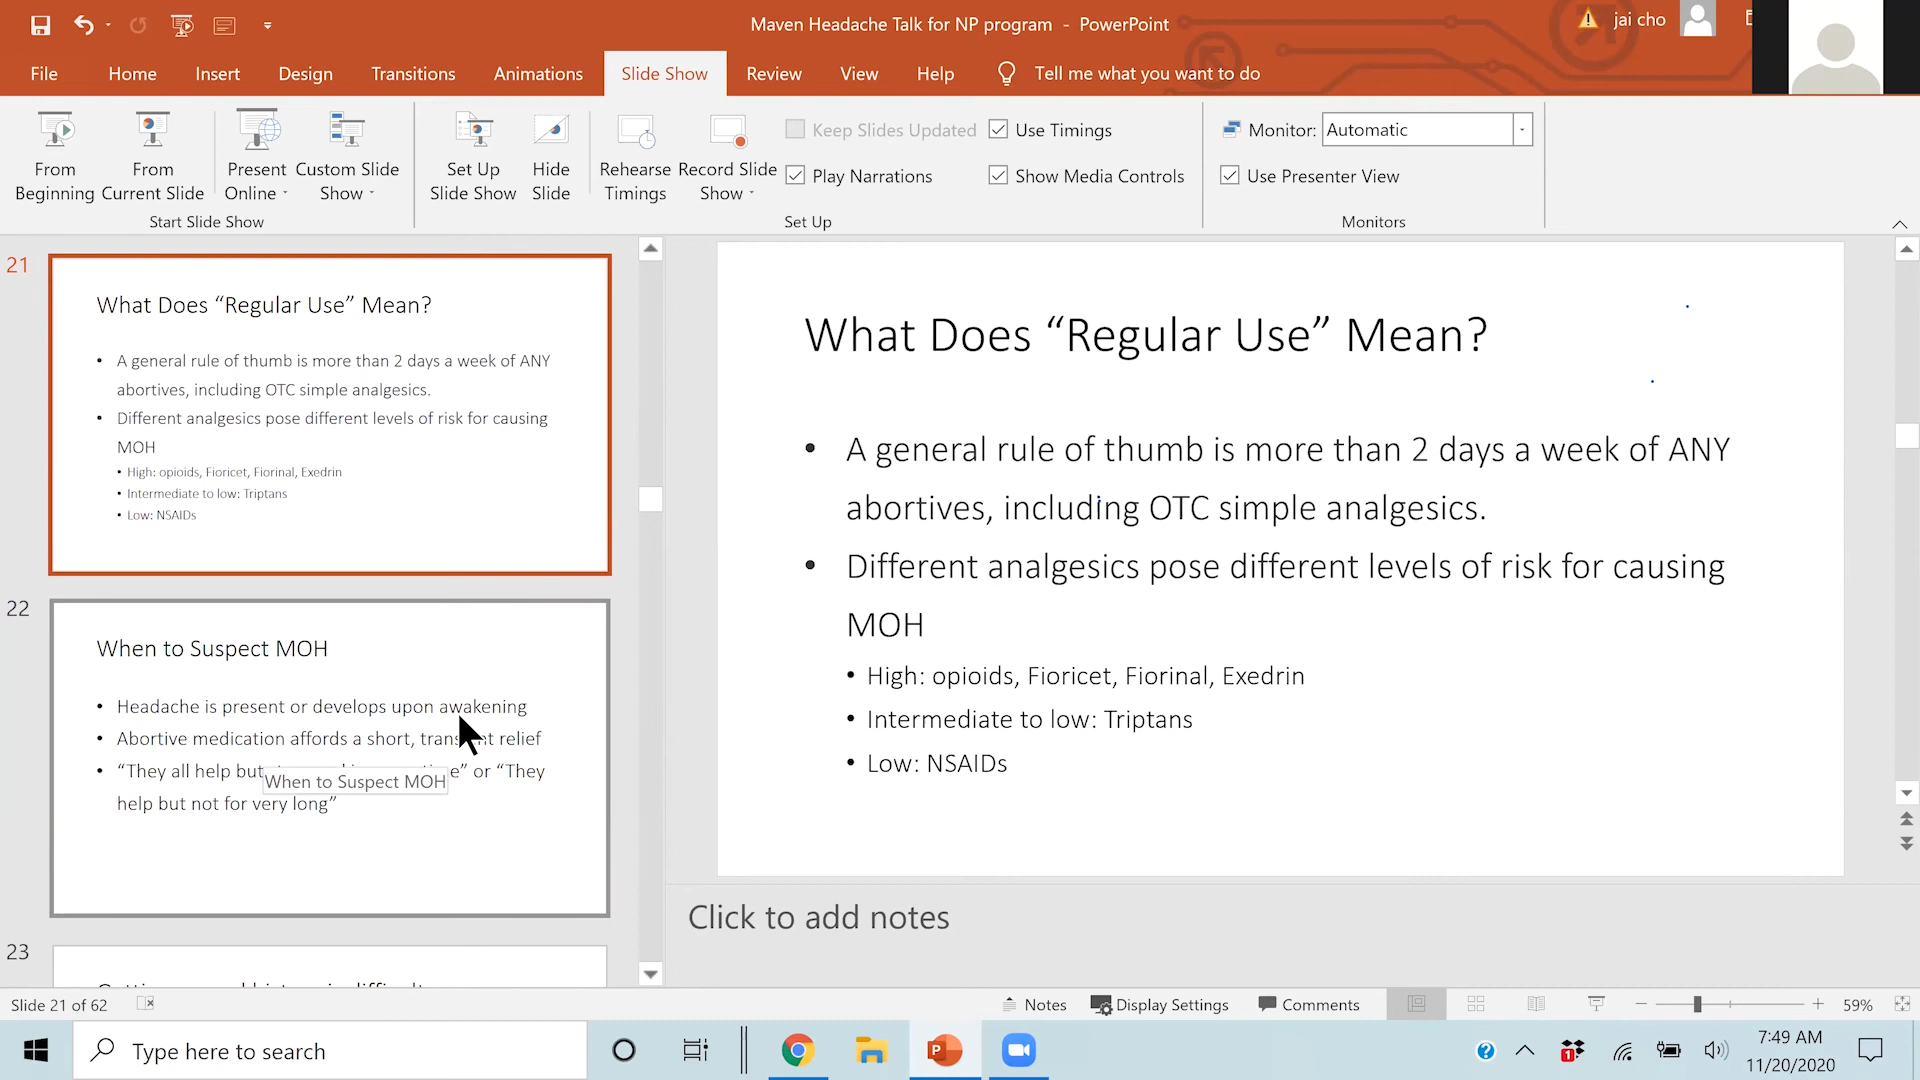 Maven Headache Talk for NP program - PowerPoint
jai cho
File Home Insert Design Transitions Animations Slide Show Review View Help Tell me what you want to do
From Beginning
From Current Slide
Present Online
Custom Slide Show
Set Up Slide Show
Hide Slide
Rehearse Timings
Record Slide Show
Keep Slides Updated
Play Narrations
Use Timings
Show Media Controls
Monitor: Automatic
Use Presenter View
Start Slide Show
Set Up
Monitors
21
What Does “Regular Use” Mean?
• A general rule of thumb is more than 2 days a week of ANY
abortives, including OTC simple analgesics.
• Different analgesics pose different levels of risk for causing
MOH
• High: opioids, Fioricet, Fiorinal, Exedrin
• Intermediate to low: Triptans
• Low: NSAIDs
22
When to Suspect MOH
• Headache is present or develops upon awakening
• Abortive medication affords a short, relief
• “They all help but or “They
help but not for very long”
When to Suspect MOH
23
What Does “Regular Use” Mean?
• A general rule of thumb is more than 2 days a week of ANY
abortives, including OTC simple analgesics.
• Different analgesics pose different levels of risk for causing
MOH
• High: opioids, Fioricet, Fiorinal, Exedrin
• Intermediate to low: Triptans
• Low: NSAIDs
Click to add notes
Slide 21 of 62
Notes Display Settings Comments 59%
Type here to search
1
7:49 AM
11/20/2020